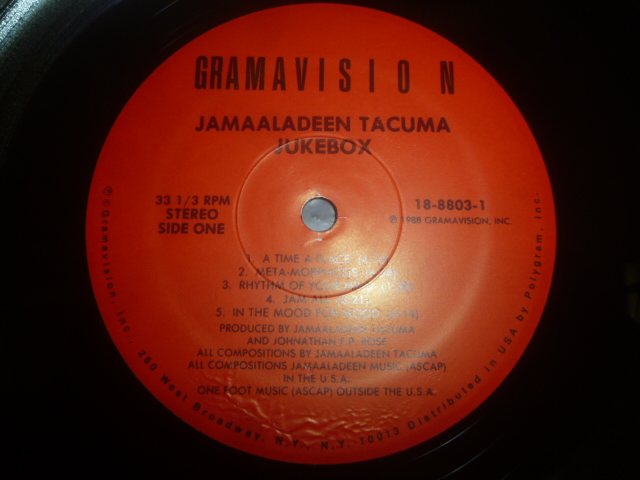 GRAMAVISION
JAMAALADEEN TACUMA
JUKEBOX
33 1/3 RPM
STEREO
SIDE ONE
18-8803-1
℗ 1988 GRAMAVISION, INC.
1. A TIME A PLACE
2.
3. RHYTHM OF YOUR
4. JAM
5. IN THE MOOD FOR MOOD
PRODUCED BY JAMAALADEEN TACUMA
AND JOHNATHAN F.P. ROSE
ALL COMPOSITIONS BY JAMAALADEEN TACUMA
ALL COMPOSITIONS JAMAALADEEN MUSIC (ASCAP)
IN THE U.S.A.
ONE FOOT MUSIC (ASCAP) OUTSIDE THE U.S.A.
Gramavision, Inc., 260 West Broadway, N.Y., N.Y. 10013 Distributed in USA by Polygram, Inc.